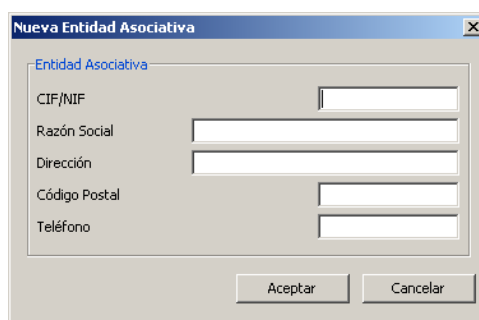 Nueva Entidad Asociativa
Entidad Asociativa
CIF/NIF
Razón Social
Dirección
Código Postal
Teléfono
Aceptar Cancelar